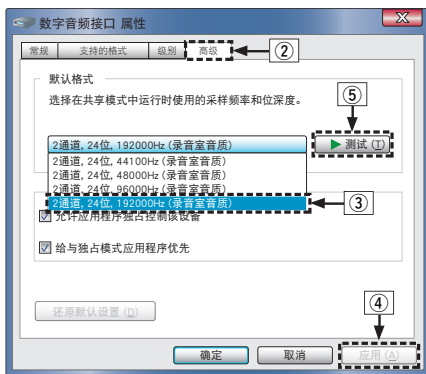 数字音频接口 属性
常规 支持的格式 级别 高级 ②
默认格式
选择在共享模式中运行时使用的采样频率和位深度。
⑤
2通道, 24位, 192000Hz (录音室音质) 测试 (T)
2通道, 24位, 44100Hz (录音室音质)
2通道, 24位, 48000Hz (录音室音质)
2通道, 24位, 96000Hz (录音室音质)
2通道, 24位, 192000Hz (录音室音质) ③
允许应用程序独占控制该设备
给与独占模式应用程序优先
还原默认设置 (D)
④
确定 取消 应用 (A)